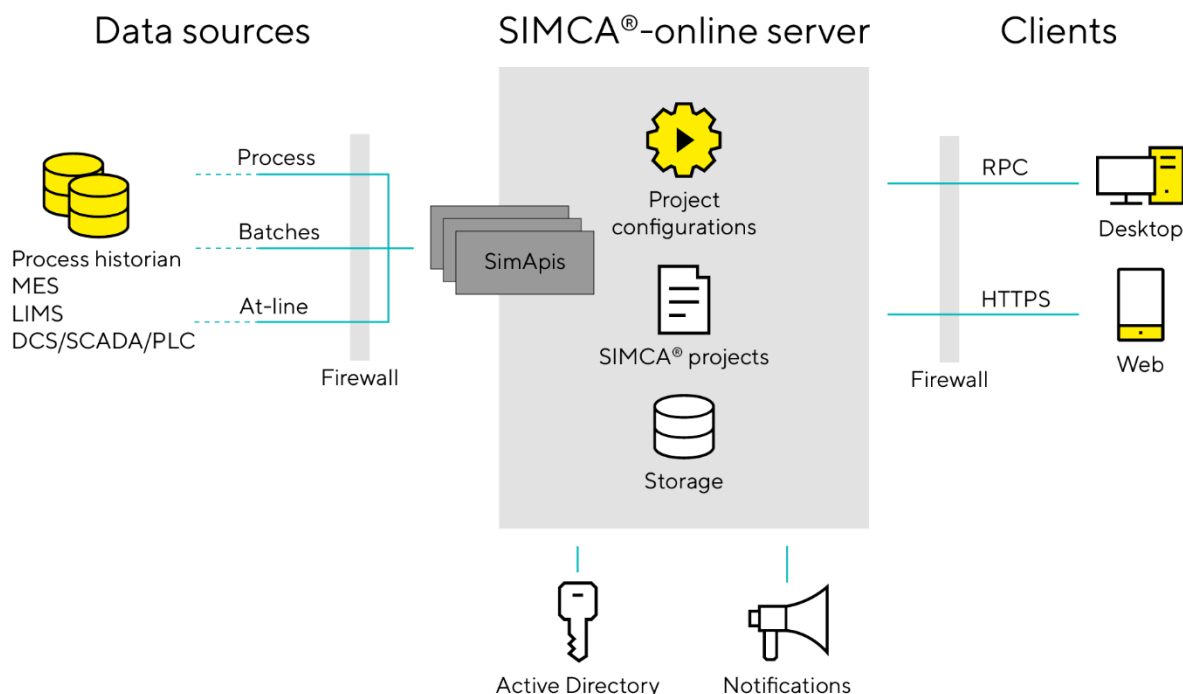 Data sources
SIMCA®-online server
Clients
Process
Batches
At-line
Process historian
MES
LIMS
DCS/SCADA/PLC
Firewall
SimApis
Project
configurations
SIMCA® projects
Storage
RPC
HTTPS
Firewall
Desktop
Web
Active Directory
Notifications